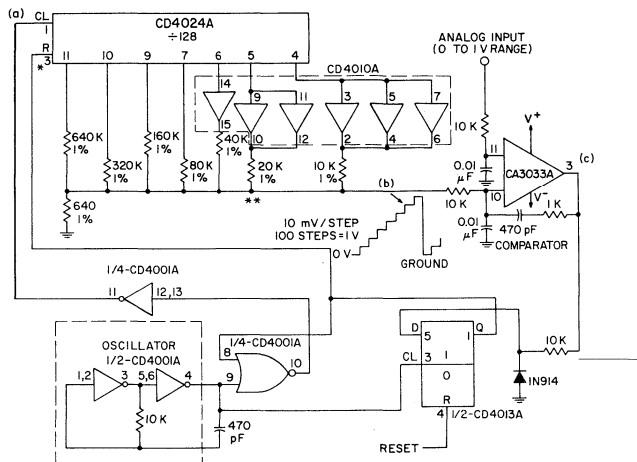 (a) CL 1
CD4024A
÷128
R
3
*
11 10 9 7 6 5 4
CD4010A
14
15
9
10
11
12
3
2
5
4
7
6
640K
1%
320K
1%
160K
1%
80K
1%
40K
1%
20K
1%
10K
1%
640
1%
**
(b)
ANALOG INPUT
(0 TO 1V RANGE)
10 K
0.01
µF
11
V+
CA3033A
3
(c)
10
V-
10K
0.01
µF
470 pF
1K
COMPARATOR
10 mV/STEP
100 STEPS=1V
0V
GROUND
1/4-CD4001A
11
12,13
OSCILLATOR
1/2-CD4001A
1,2
3
5,6
4
10K
470
pF
1/4-CD4001A
8
9
10
D
5
1
Q
CL
3
1
0
R
4
1/2-CD4013A
RESET
10K
1N914